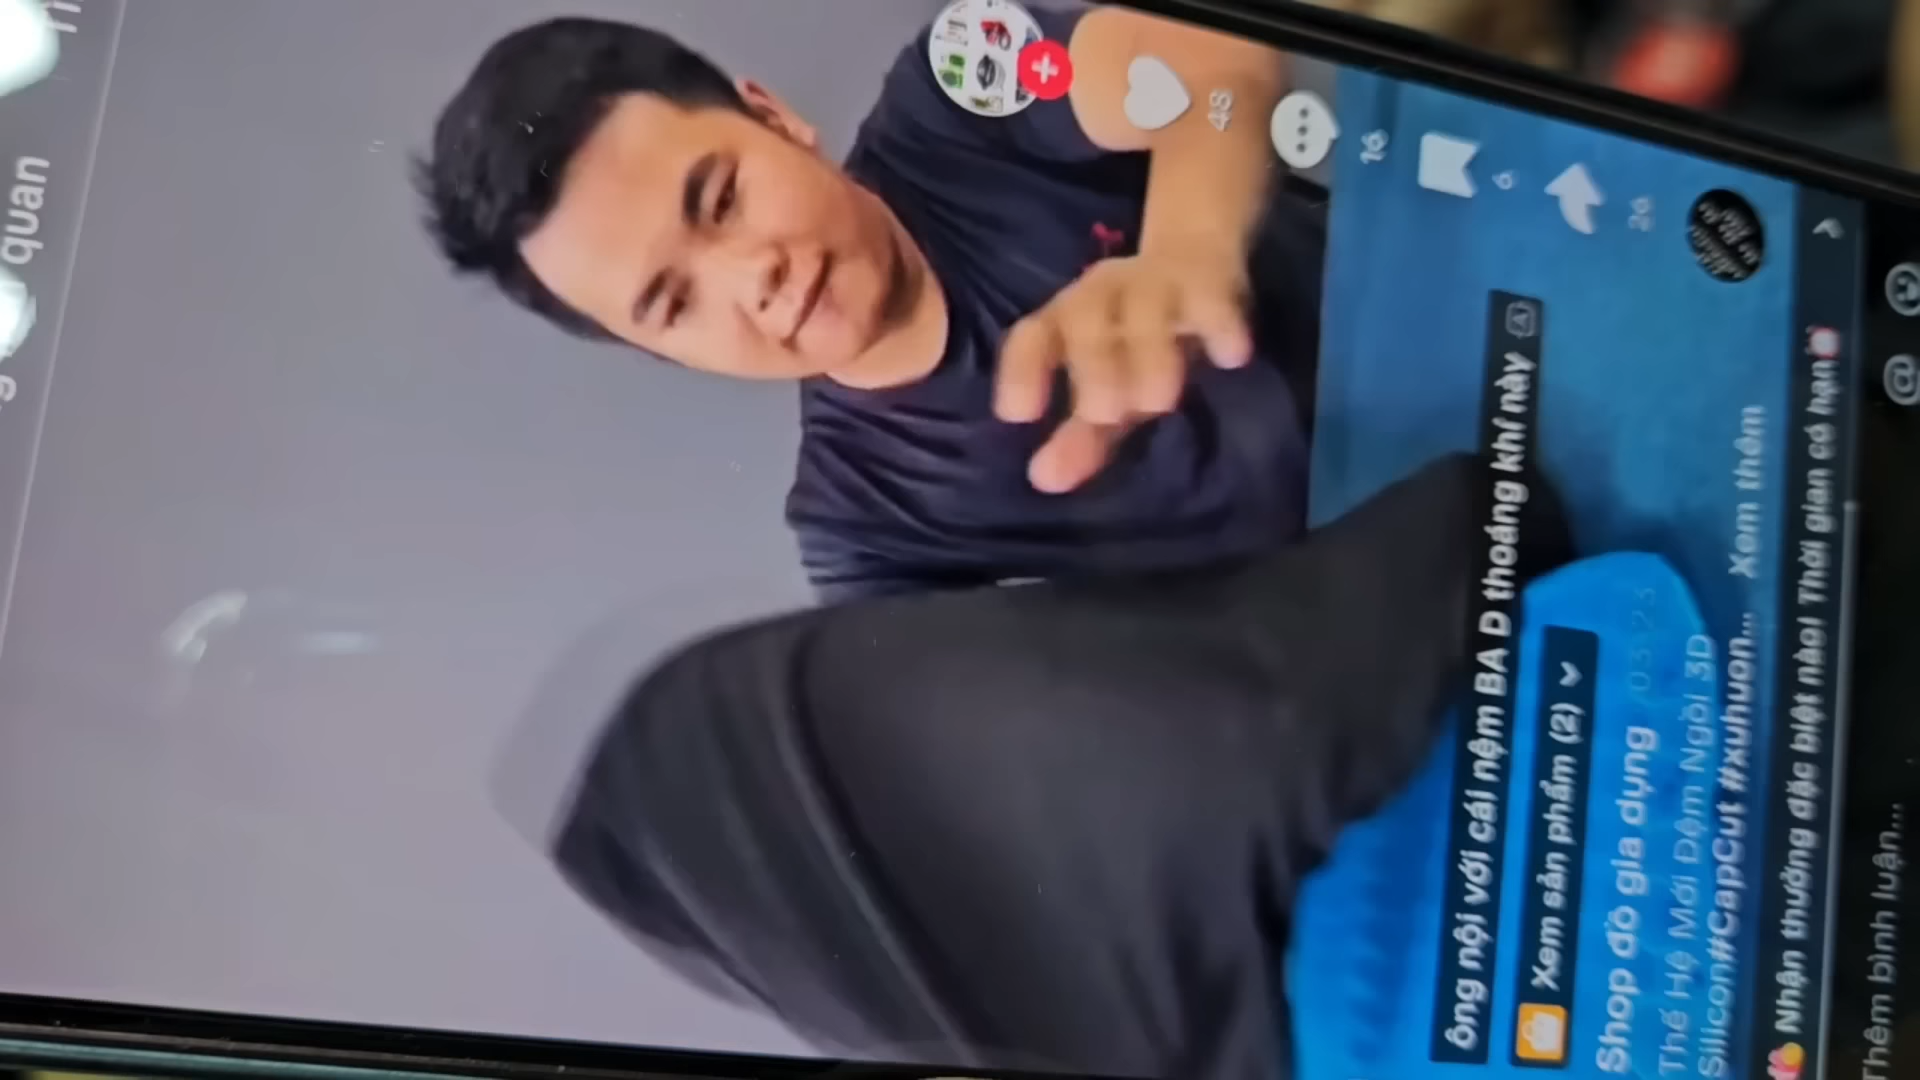 quan
48
16
6
26
ông nội với cái nệm BA D thoáng khí này
Xem sản phẩm (2)
Shop đồ gia dụng
Thế Hệ Mới Đệm Ngồi 3D
Silicon#CapCut #xuhuon... Xem thêm
Nhận thưởng đặc biệt nào! Thời gian có hạn
Thêm bình luận...
@